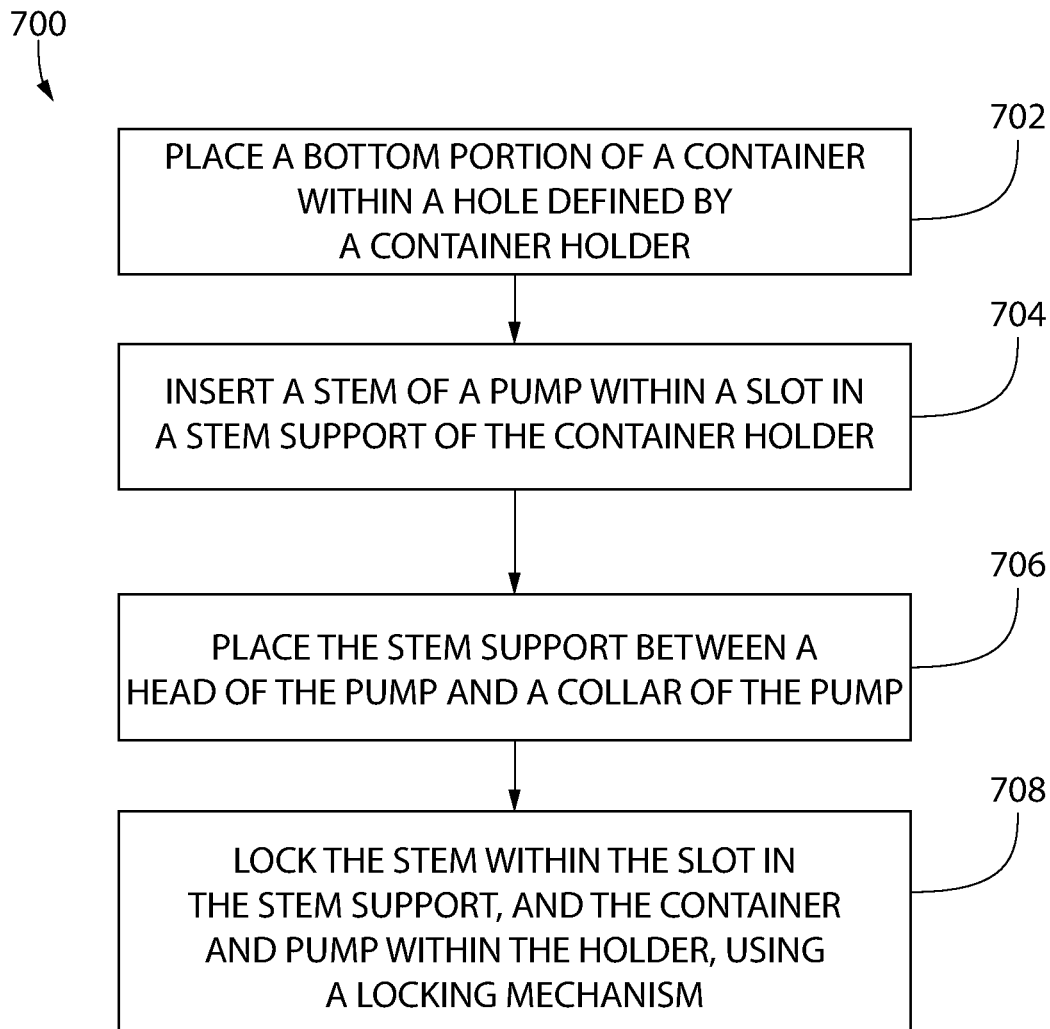 700
702
PLACE A BOTTOM PORTION OF A CONTAINER
WITHIN A HOLE DEFINED BY
A CONTAINER HOLDER
704
INSERT A STEM OF A PUMP WITHIN A SLOT IN
A STEM SUPPORT OF THE CONTAINER HOLDER
706
PLACE THE STEM SUPPORT BETWEEN A
HEAD OF THE PUMP AND A COLLAR OF THE PUMP
708
LOCK THE STEM WITHIN THE SLOT IN
THE STEM SUPPORT, AND THE CONTAINER
AND PUMP WITHIN THE HOLDER, USING
A LOCKING MECHANISM